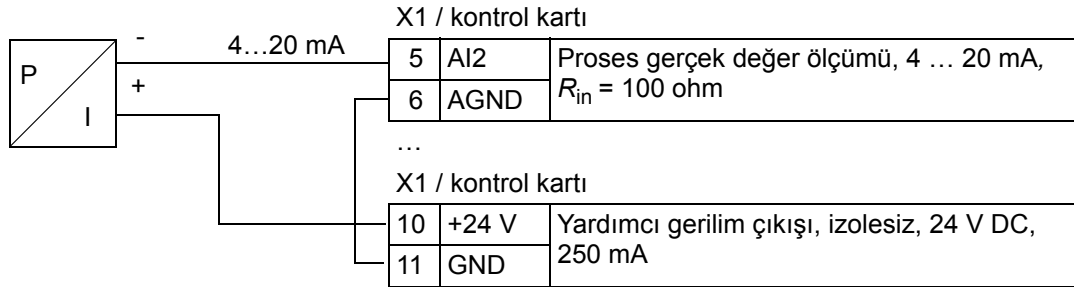 X1 / kontrol kartı
P
I
-
4…20 mA
+
5 AI2 Proses gerçek değer ölçümü, 4 … 20 mA,
6 AGND Rin = 100 ohm
…
X1 / kontrol kartı
10 +24 V Yardımcı gerilim çıkışı, izolesiz, 24 V DC,
11 GND 250 mA